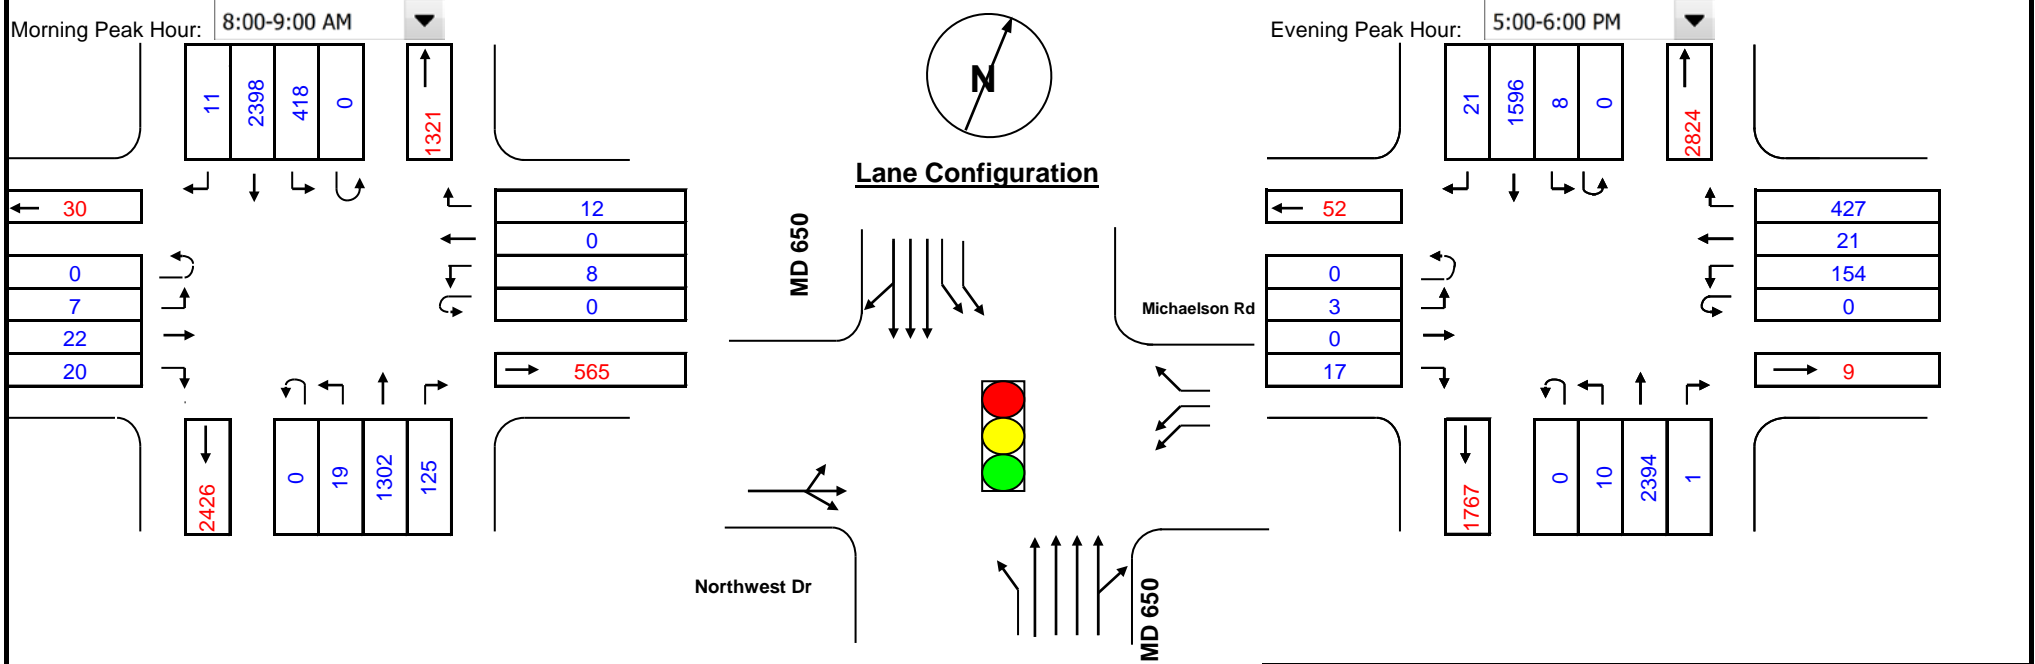 Morning Peak Hour: 8:00-9:00 AM
11 2398 418 0 1321
30
12
0
8
0
0
7
22
20
565
2426
0 19 1302 125
N
Lane Configuration
MD 650
Michaelson Rd
Northwest Dr
MD 650
Evening Peak Hour: 5:00-6:00 PM
21 1596 8 0 2824
52
427
21
154
0
0
3
0
17
9
1767
0 10 2394 1